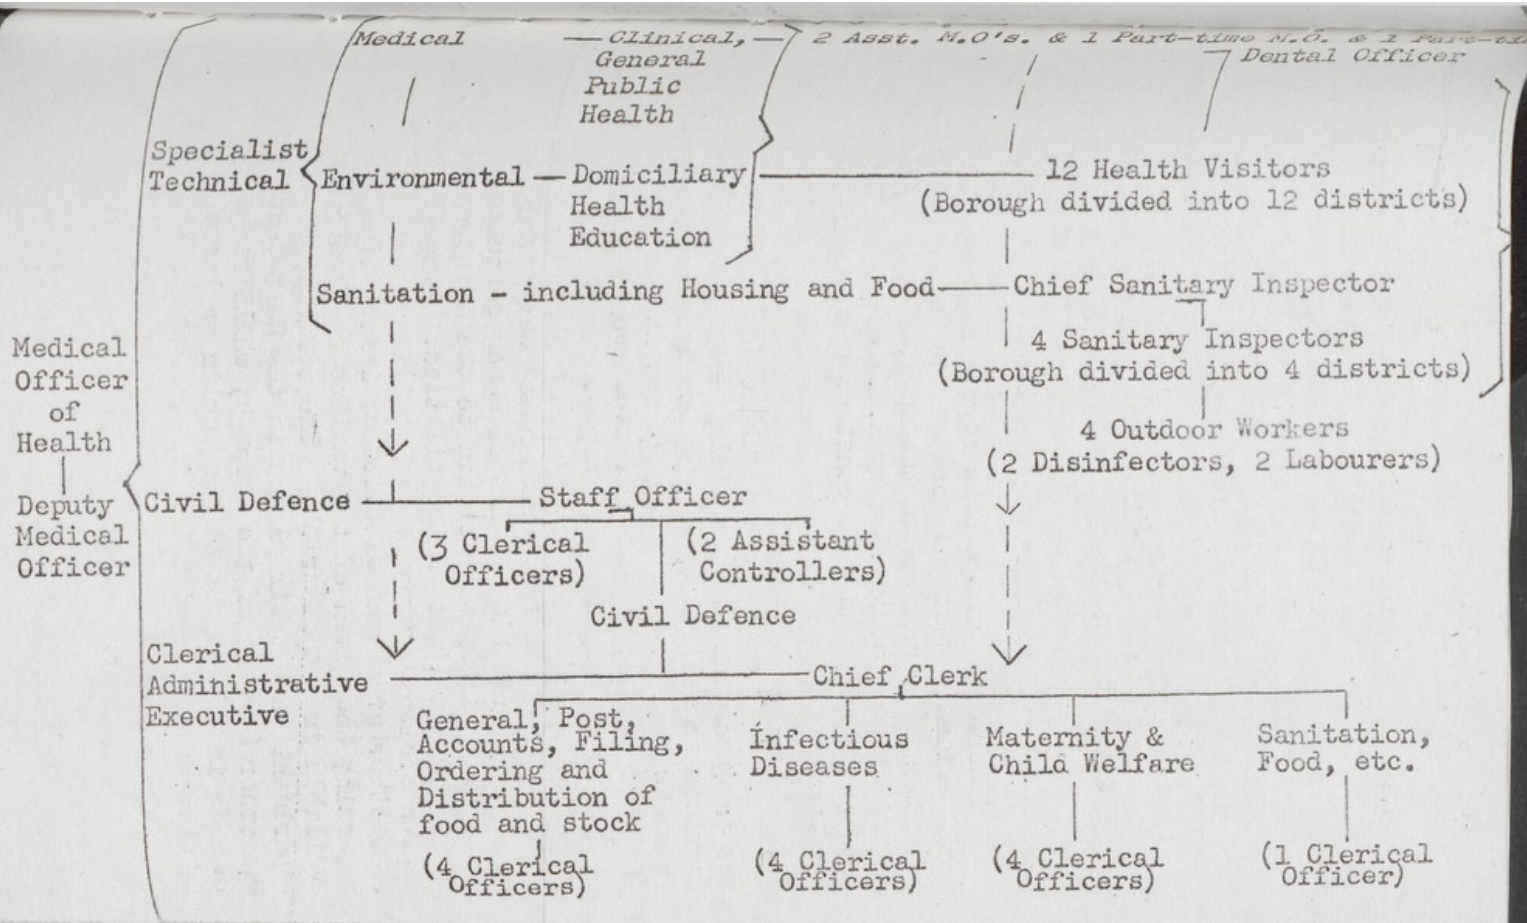 Medical — Clinical, — 2 Asst. M.O's. & 1 Part-time M.O. & 1
General
Public
Health
Dental Officer
Specialist
Technical
Environmental — Domiciliary
Health
Education
12 Health Visitors
(Borough divided into 12 districts)
Sanitation - including Housing and Food — Chief Sanitary Inspector
4 Sanitary Inspectors
(Borough divided into 4 districts)
4 Outdoor Workers
(2 Disinfectors, 2 Labourers)
Medical
Officer
of
Health
Deputy
Medical
Officer
Civil Defence — Staff Officer
(3 Clerical
Officers)
(2 Assistant
Controllers)
Civil Defence
Clerical
Administrative
Executive
Chief Clerk
General, Post,
Accounts, Filing,
Ordering and
Distribution of
food and stock
(4 Clerical
Officers)
Infectious
Diseases
(4 Clerical
Officers)
Maternity &
Child Welfare
(4 Clerical
Officers)
Sanitation,
Food, etc.
(1 Clerical
Officer)